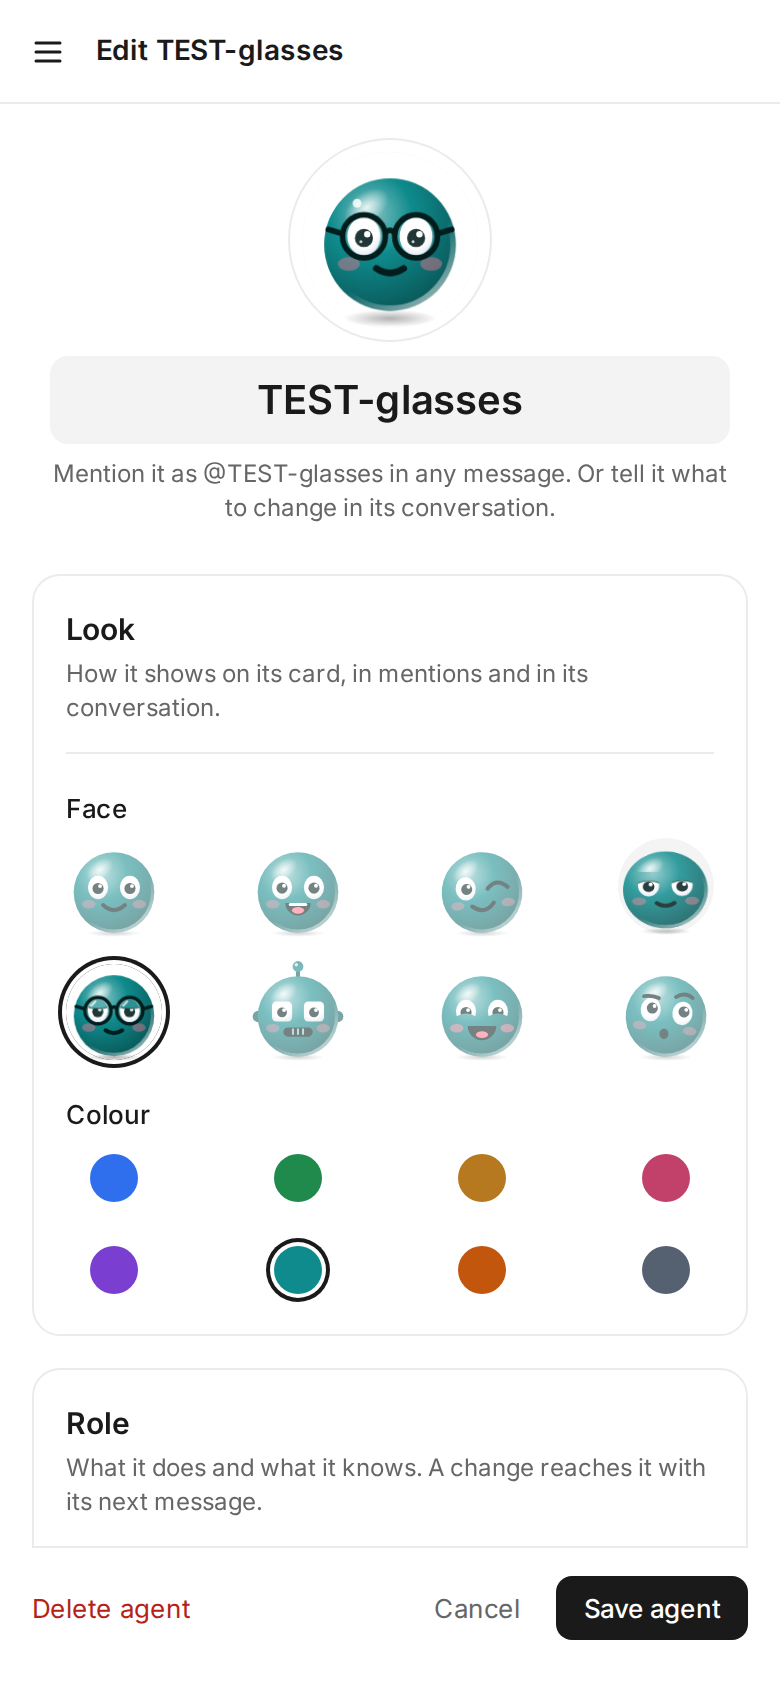 Edit TEST-glasses
TEST-glasses
Mention it as @TEST-glasses in any message. Or tell it what
to change in its conversation.
Look
How it shows on its card, in mentions and in its
conversation.
Face
Colour
Role
What it does and what it knows. A change reaches it with
its next message.
Delete agent
Cancel
Save agent